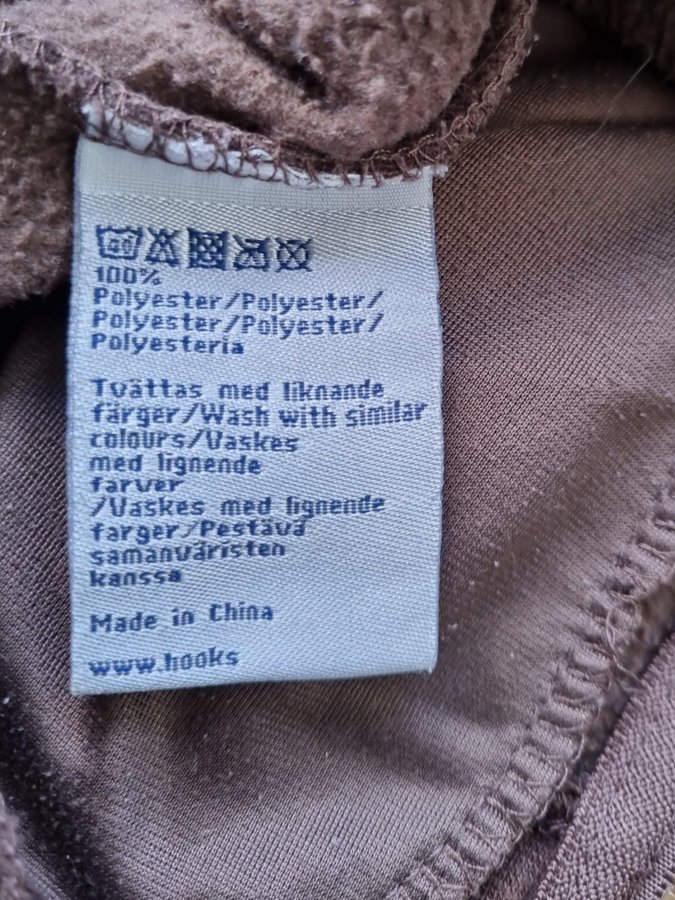 100%
Polyester/Polyester/
Polyester/Polyester/
Polyesteria
Tvättas med liknande
färger/Wash with similar
colours/Vaskes
med lignende
farver
/Vaskes med lignende
farger/Pestävä
samanväristen
kanssa
Made in China
www.hooks